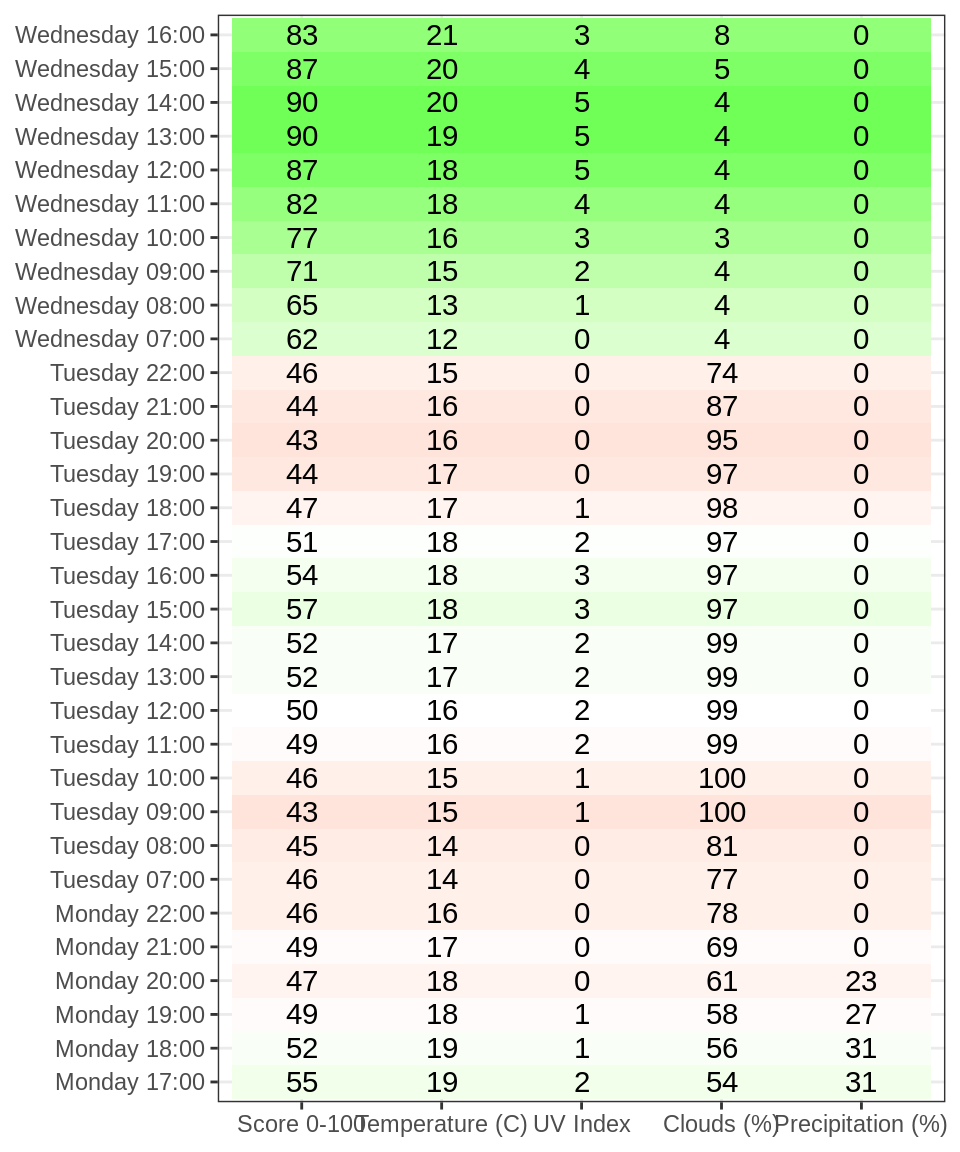 Wednesday 16:00 83 21 3 8 0
Wednesday 15:00 87 20 4 5 0
Wednesday 14:00 90 20 5 4 0
Wednesday 13:00 90 19 5 4 0
Wednesday 12:00 87 18 5 4 0
Wednesday 11:00 82 18 4 4 0
Wednesday 10:00 77 16 3 3 0
Wednesday 09:00 71 15 2 4 0
Wednesday 08:00 65 13 1 4 0
Wednesday 07:00 62 12 0 4 0
Tuesday 22:00 46 15 0 74 0
Tuesday 21:00 44 16 0 87 0
Tuesday 20:00 43 16 0 95 0
Tuesday 19:00 44 17 0 97 0
Tuesday 18:00 47 17 1 98 0
Tuesday 17:00 51 18 2 97 0
Tuesday 16:00 54 18 3 97 0
Tuesday 15:00 57 18 3 97 0
Tuesday 14:00 52 17 2 99 0
Tuesday 13:00 52 17 2 99 0
Tuesday 12:00 50 16 2 99 0
Tuesday 11:00 49 16 2 99 0
Tuesday 10:00 46 15 1 100 0
Tuesday 09:00 43 15 1 100 0
Tuesday 08:00 45 14 0 81 0
Tuesday 07:00 46 14 0 77 0
Monday 22:00 46 16 0 78 0
Monday 21:00 49 17 0 69 0
Monday 20:00 47 18 0 61 23
Monday 19:00 49 18 1 58 27
Monday 18:00 52 19 1 56 31
Monday 17:00 55 19 2 54 31
Score 0-100 Temperature (C) UV Index Clouds (%) Precipitation (%)